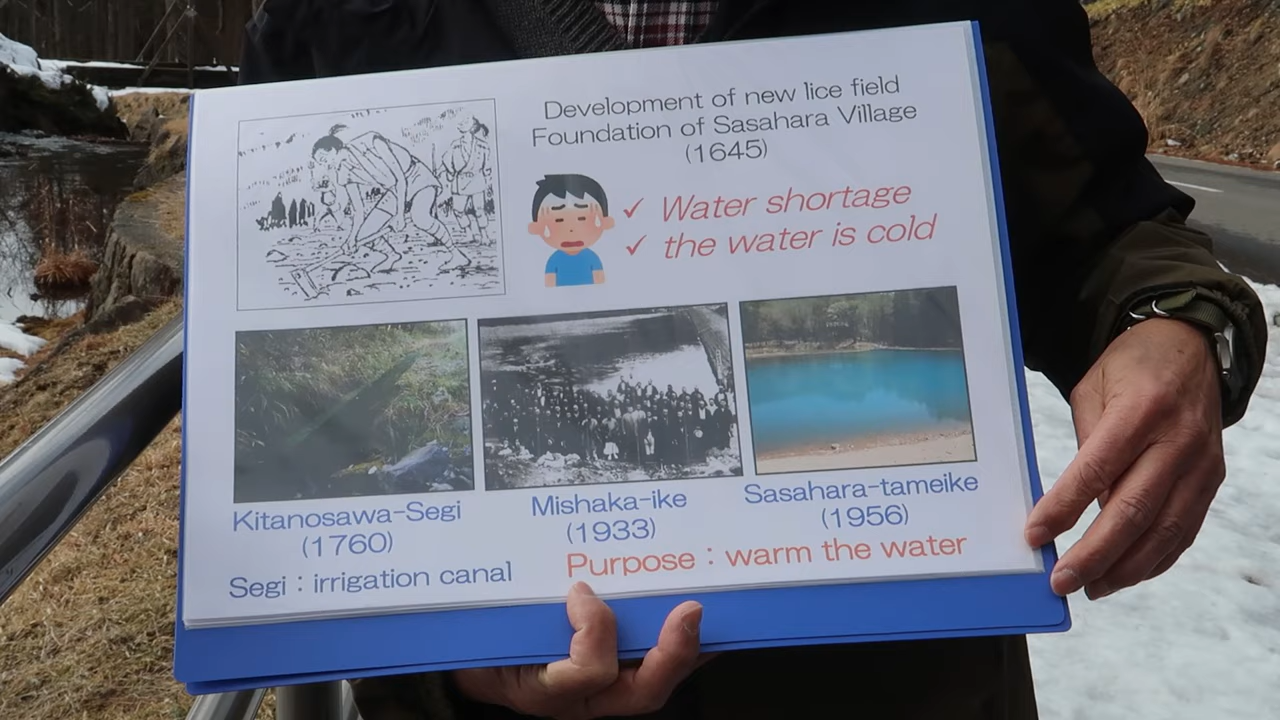 Development of new lice field
Foundation of Sasahara Village
(1645)
✓ Water shortage
✓ the water is cold
Kitanosawa-Segi
(1760)
Mishaka-ike
(1933)
Sasahara-tameike
(1956)
Segi : irrigation canal
Purpose : warm the water